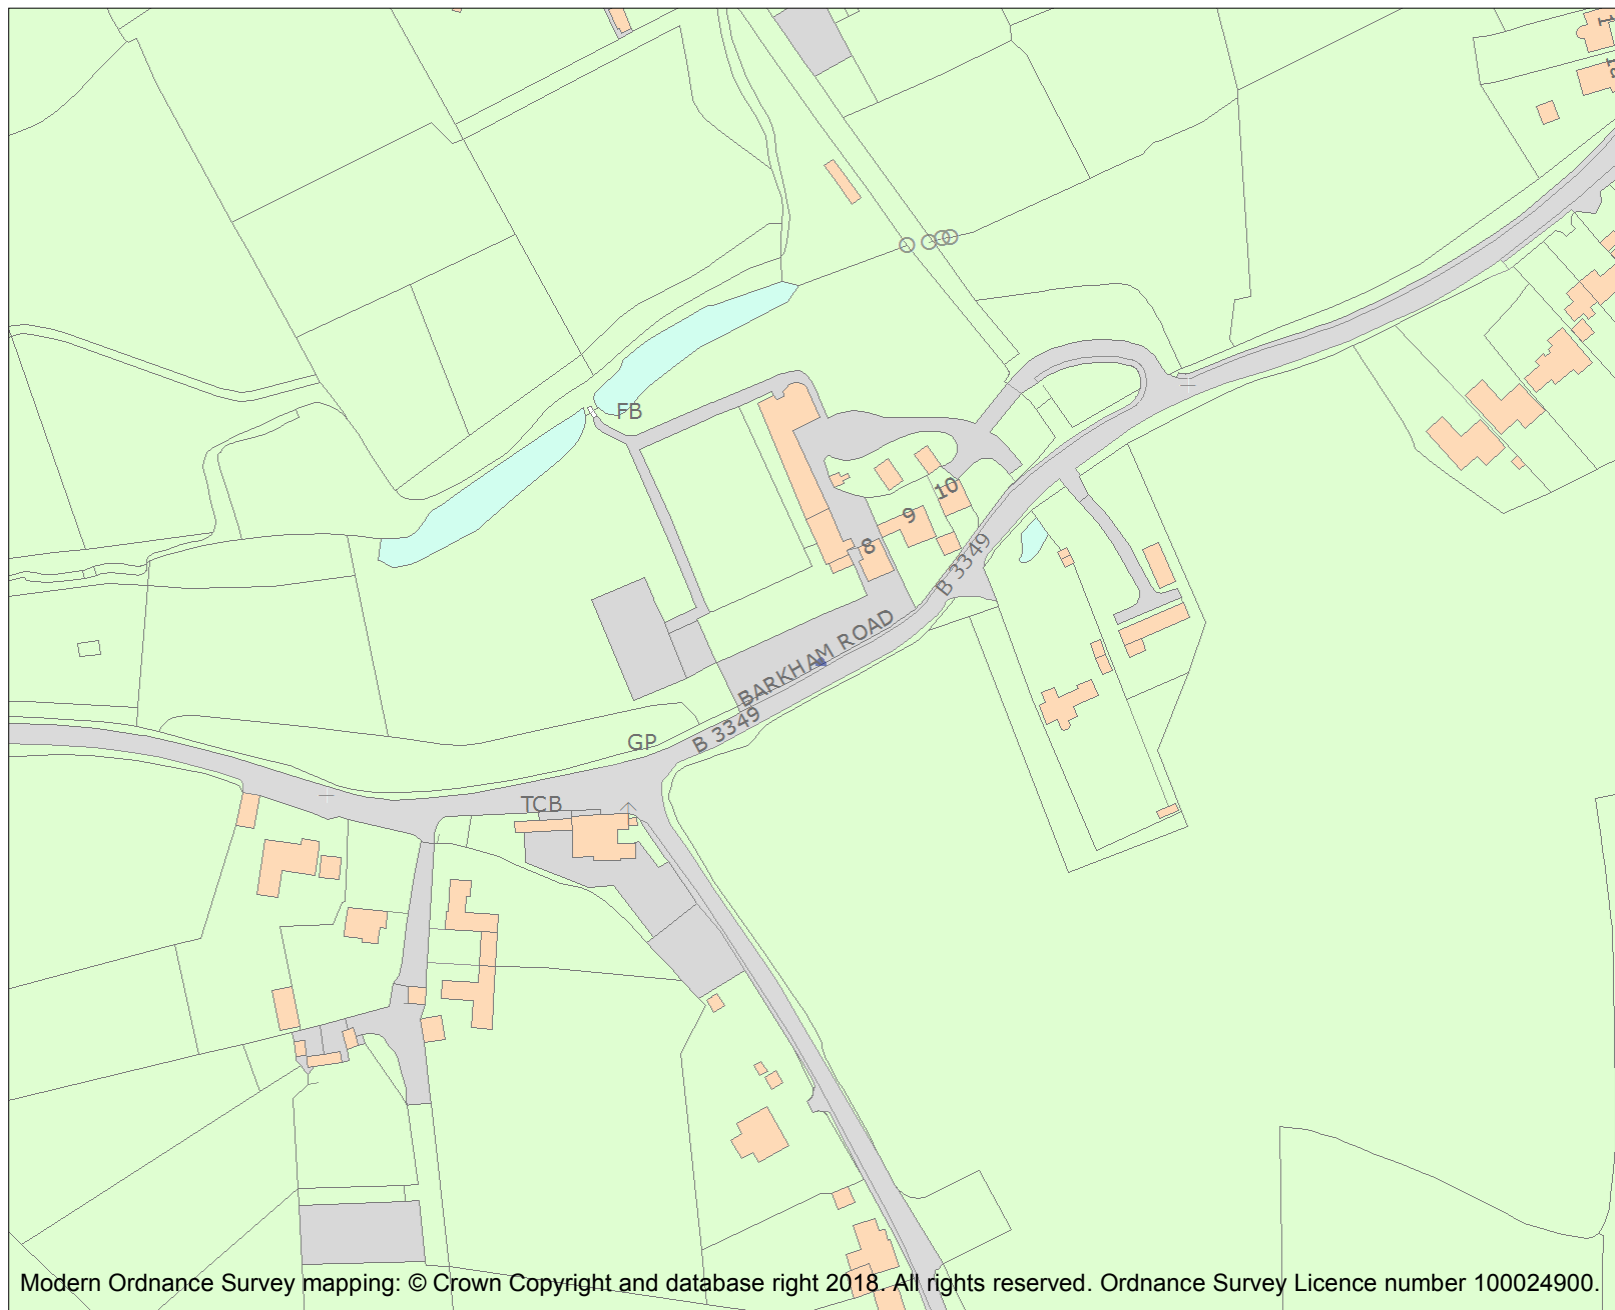 1
FB
10
9
8
B 3349
BARKHAM ROAD
B 3349
GP
TCB
Modern Ordnance Survey mapping: © Crown Copyright and database right 2018. All rights reserved. Ordnance Survey Licence number 100024900.